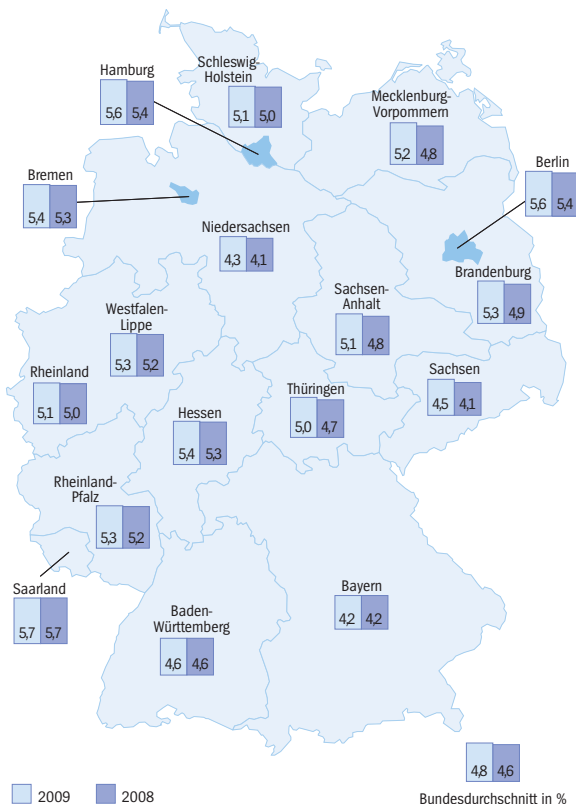 Schleswig-
Holstein
5,1 5,0
Hamburg
5,6 5,4
Mecklenburg-
Vorpommern
5,2 4,8
Bremen
5,4 5,3
Berlin
5,6 5,4
Niedersachsen
4,3 4,1
Brandenburg
5,3 4,9
Sachsen-
Anhalt
5,1 4,8
Westfalen-
Lippe
5,3 5,2
Rheinland
5,1 5,0
Hessen
5,4 5,3
Thüringen
5,0 4,7
Sachsen
4,5 4,1
Rheinland-
Pfalz
5,3 5,2
Saarland
5,7 5,7
Baden-
Württemberg
4,6 4,6
Bayern
4,2 4,2
4,8 4,6
Bundesdurchschnitt in %
2009 2008